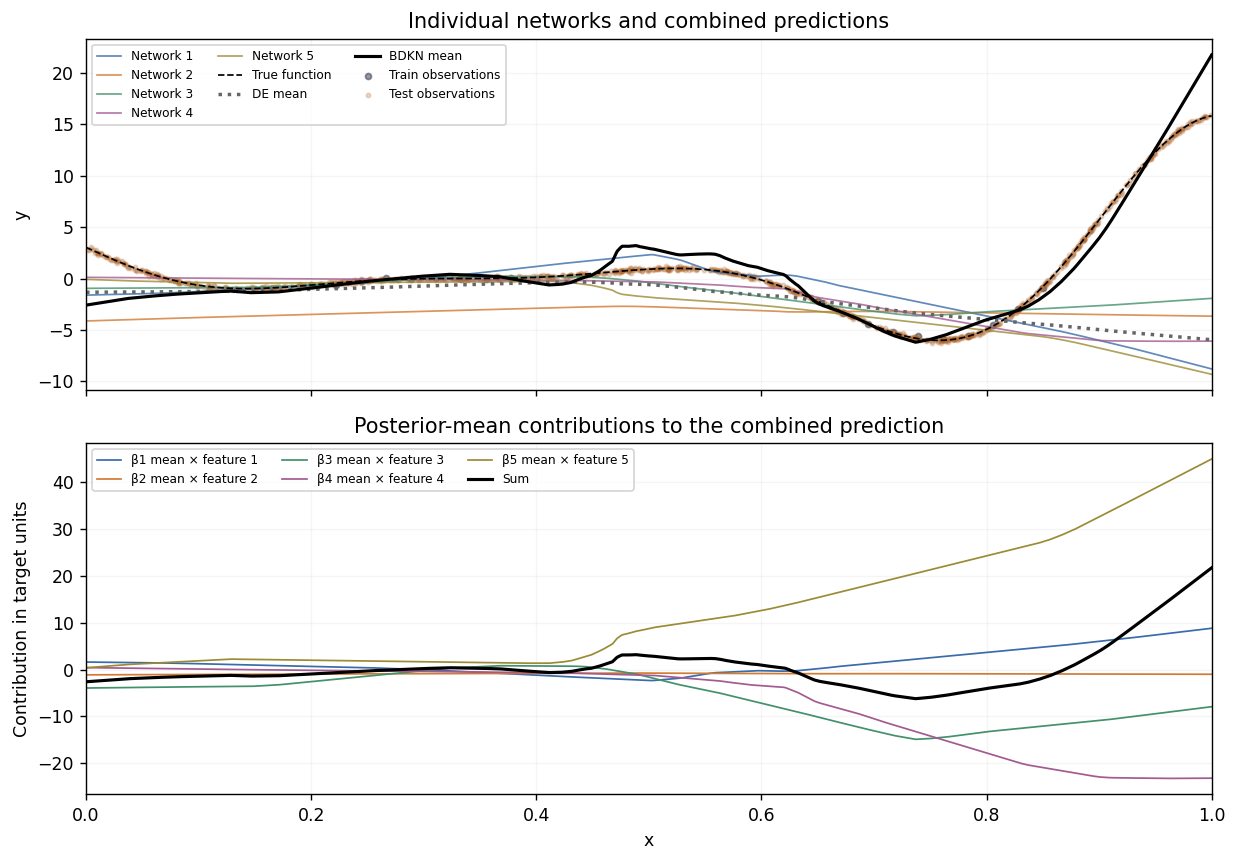 Individual networks and combined predictions
Network 1
Network 2
Network 3
Network 4
Network 5
True function
DE mean
BDKN mean
Train observations
Test observations
y
20
15
10
5
0
−5
−10
Posterior-mean contributions to the combined prediction
β1 mean × feature 1
β2 mean × feature 2
β3 mean × feature 3
β4 mean × feature 4
β5 mean × feature 5
Sum
Contribution in target units
40
30
20
10
0
−10
−20
0.0 0.2 0.4 0.6 0.8 1.0
x